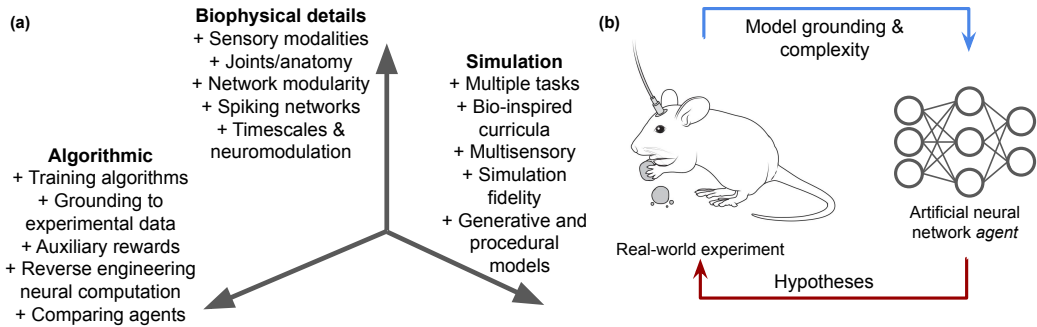 (a)
Biophysical details
+ Sensory modalities
+ Joints/anatomy
+ Network modularity
+ Spiking networks
+ Timescales &
neuromodulation
Algorithmic
+ Training algorithms
+ Grounding to
experimental data
+ Auxiliary rewards
+ Reverse engineering
neural computation
+ Comparing agents
Simulation
+ Multiple tasks
+ Bio-inspired
curricula
+ Multisensory
+ Simulation
fidelity
+ Generative and
procedural
models
(b)
Model grounding &
complexity
Real-world experiment
Artificial neural
network agent
Hypotheses